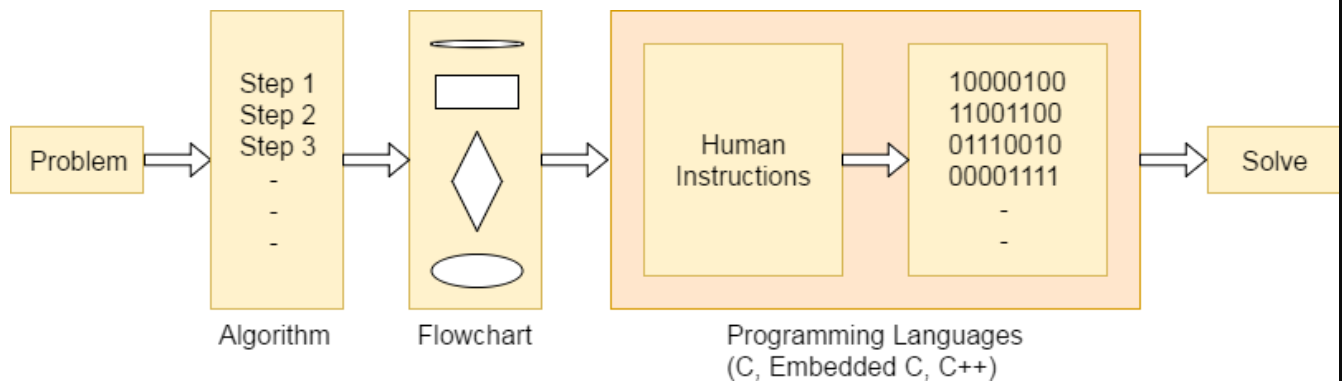 Problem
Step 1
Step 2
Step 3
-
-
-
Algorithm
Flowchart
Human
Instructions
10000100
11001100
01110010
00001111
-
-
Programming Languages
(C, Embedded C, C++)
Solve